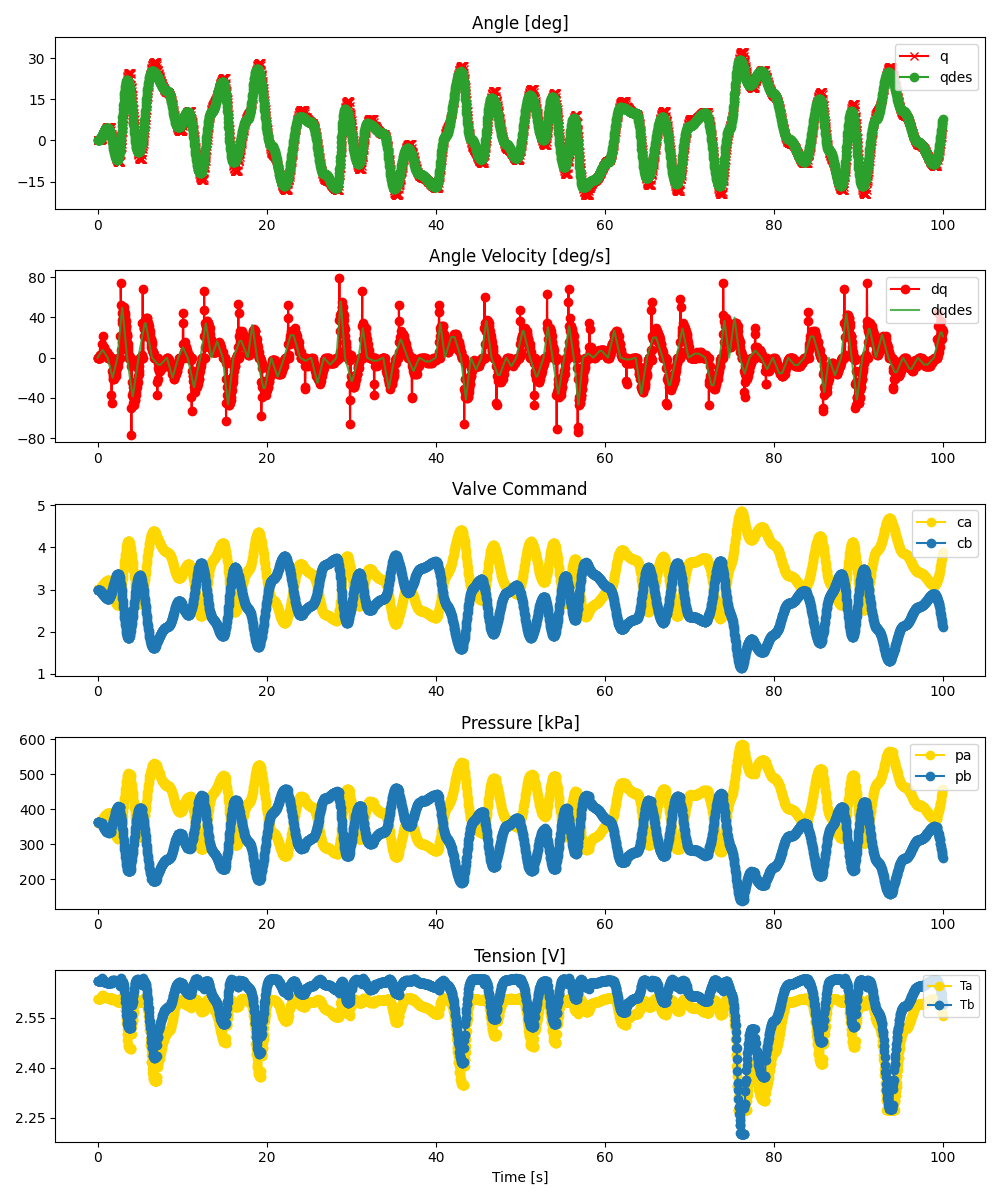 Angle [deg]
30
15
0
−15
q
qdes
0 20 40 60 80 100
Angle Velocity [deg/s]
80
40
0
−40
−80
dq
dqdes
0 20 40 60 80 100
Valve Command
5
4
3
2
1
ca
cb
0 20 40 60 80 100
Pressure [kPa]
600
500
400
300
200
pa
pb
0 20 40 60 80 100
Tension [V]
2.55
2.40
2.25
Ta
Tb
0 20 40 60 80 100
Time [s]